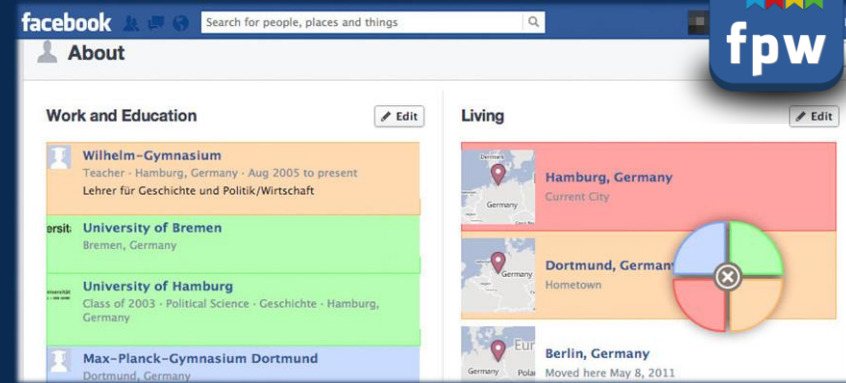 facebook
Search for people, places and things
fpw
About
Work and Education
Edit
Wilhelm-Gymnasium
Teacher · Hamburg, Germany · Aug 2005 to present
Lehrer für Geschichte und Politik/Wirtschaft
University of Bremen
Bremen, Germany
University of Hamburg
Class of 2003 · Political Science · Geschichte · Hamburg,
Germany
Max-Planck-Gymnasium Dortmund
Dortmund, Germany
Living
Edit
Germany
Hamburg, Germany
Current City
Germany
Dortmund, German
Hometown
Germany
Berlin, Germany
Moved here May 8, 2011